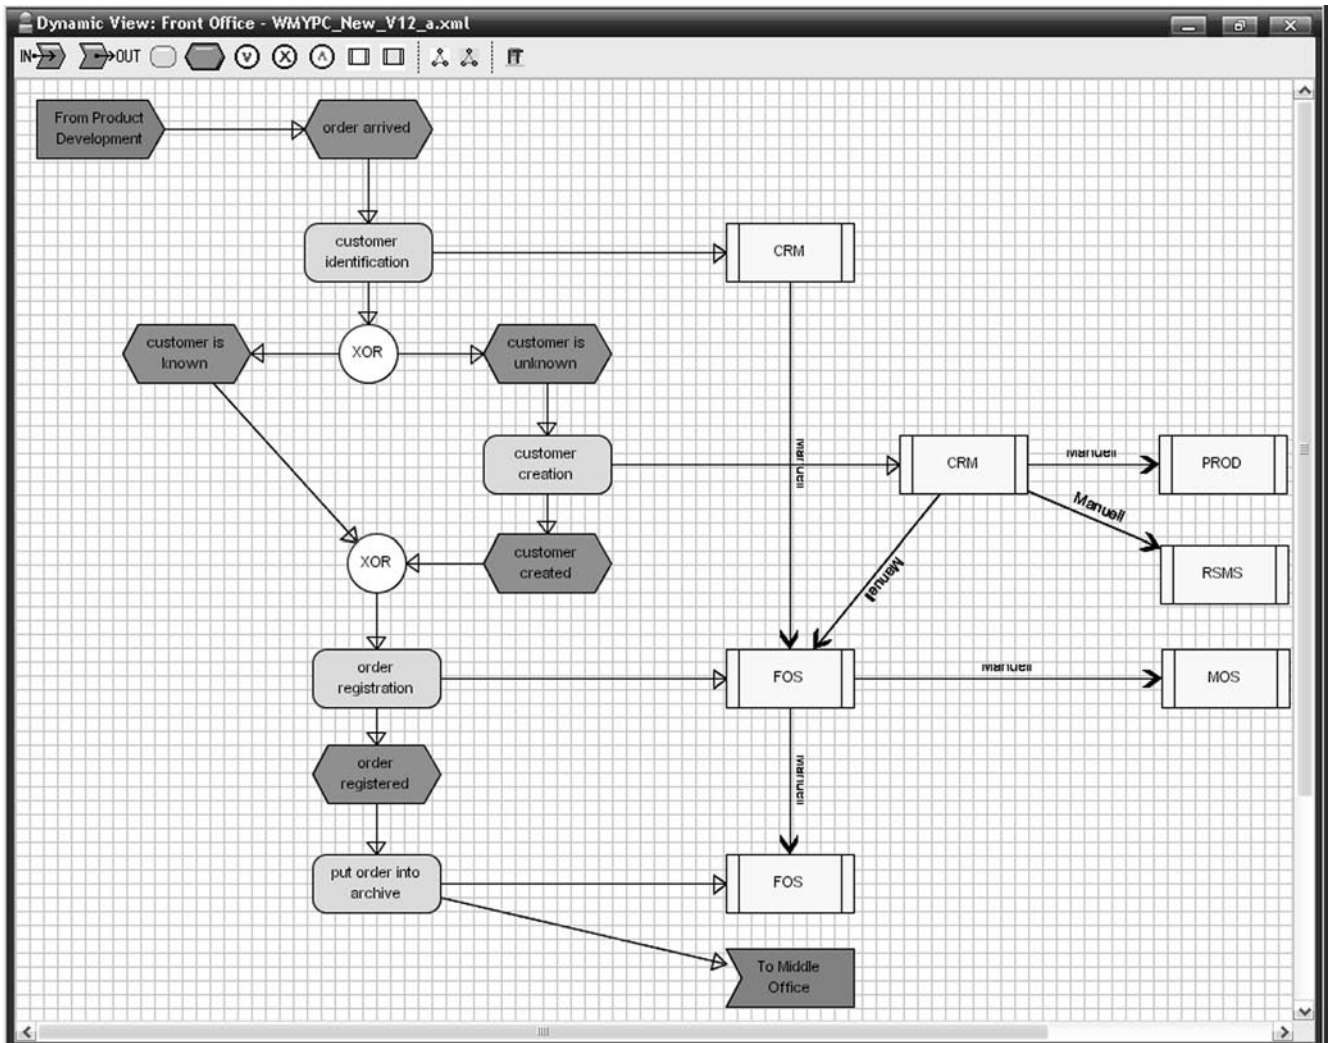 Dynamic View: Front Office - WMYPC_New_V12_a.xml
IN
OUT
V
X
Λ
IT
From Product
Development
order arrived
customer
identification
CRM
customer is
known
XOR
customer is
unknown
Manuell
customer
creation
CRM
Manuell
PROD
Manuell
XOR
customer
created
Manuell
RSMS
order
registration
FOS
Manuell
MOS
order
registered
Manuell
put order into
archive
FOS
To Middle
Office